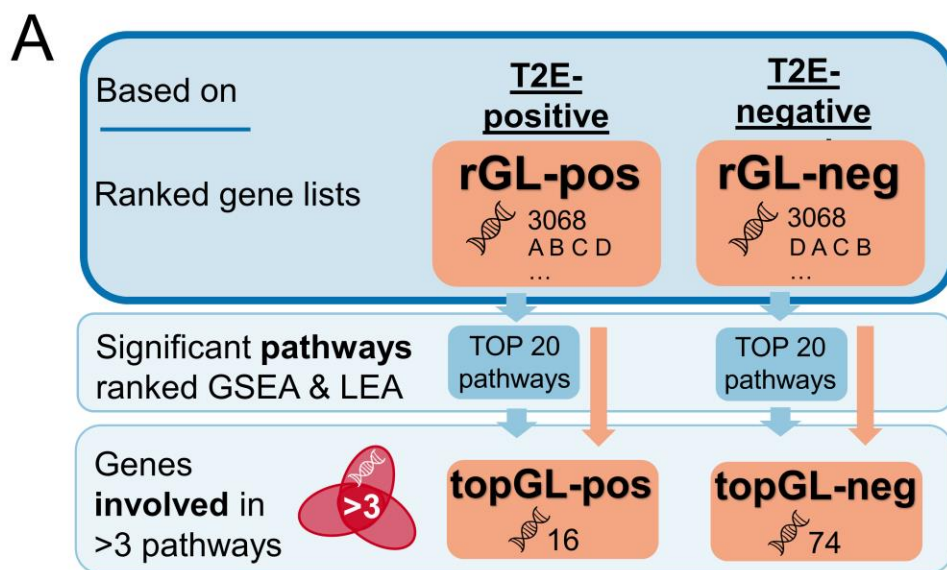 A
Based on
T2E-
positive
T2E-
negative
Ranked gene lists
rGL-pos
3068
A B C D
...
rGL-neg
3068
D A C B
...
Significant pathways
ranked GSEA & LEA
TOP 20
pathways
TOP 20
pathways
Genes
involved in
>3 pathways
>3
topGL-pos
16
topGL-neg
74